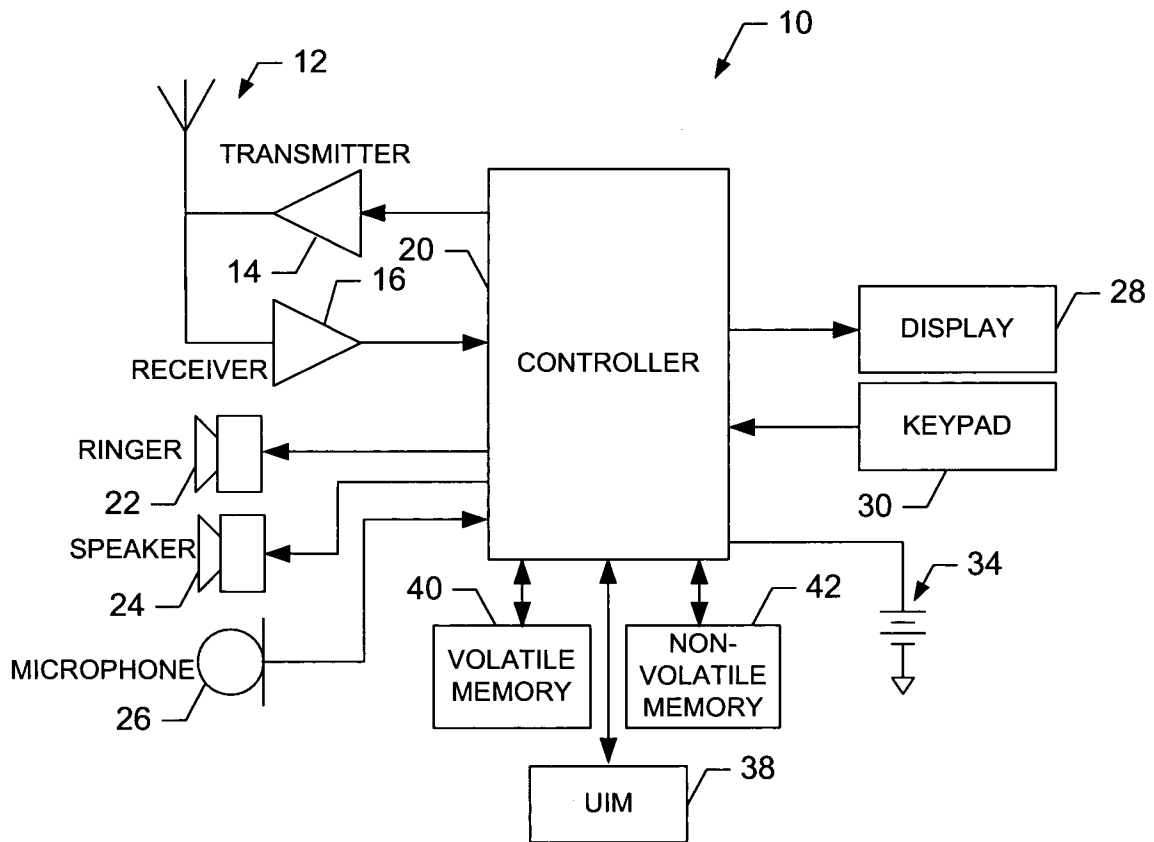 10
12
TRANSMITTER
14
20
16
RECEIVER
CONTROLLER
DISPLAY
28
KEYPAD
30
RINGER
22
SPEAKER
24
MICROPHONE
26
34
40
VOLATILE
MEMORY
42
NON-
VOLATILE
MEMORY
UIM
38